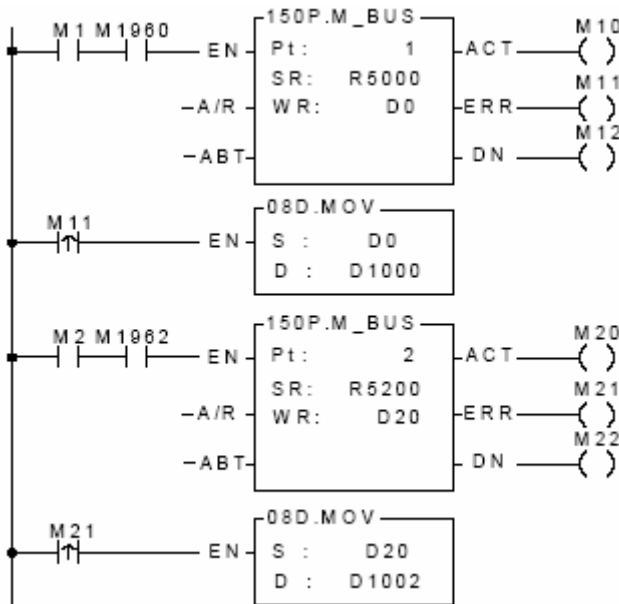 150P.M_BUS
M1 M1960 EN Pt: 1 ACT M10
SR: R5000 M11
A/R WR: D0 ERR
M12
ABT DN
08D.MOV
M11 EN S : D0
D : D1000
150P.M_BUS
M2 M1962 EN Pt: 2 ACT M20
SR: R5200 M21
A/R WR: D20 ERR
M22
ABT DN
08D.MOV
M21 EN S : D20
D : D1002